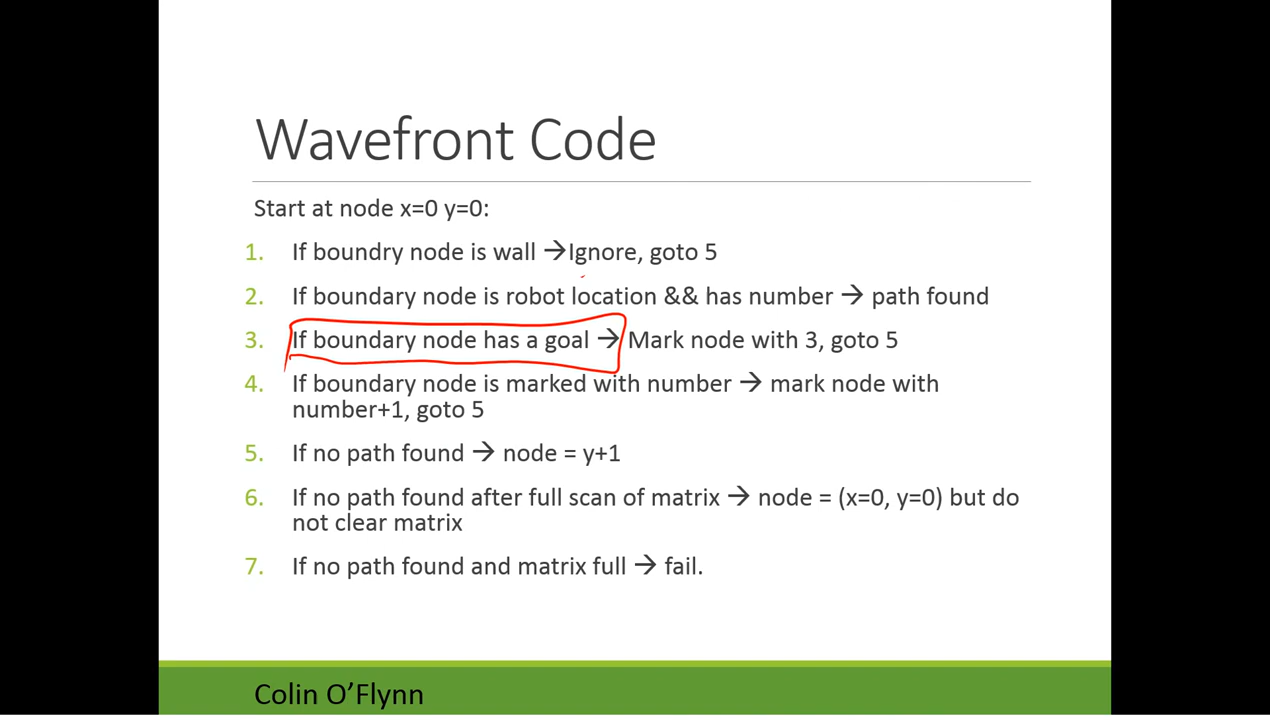 Wavefront Code
Start at node x=0 y=0:
1. If boundry node is wall →Ignore, goto 5
2. If boundary node is robot location && has number → path found
3. If boundary node has a goal → Mark node with 3, goto 5
4. If boundary node is marked with number → mark node with
number+1, goto 5
5. If no path found → node = y+1
6. If no path found after full scan of matrix → node = (x=0, y=0) but do
not clear matrix
7. If no path found and matrix full → fail.
Colin O’Flynn